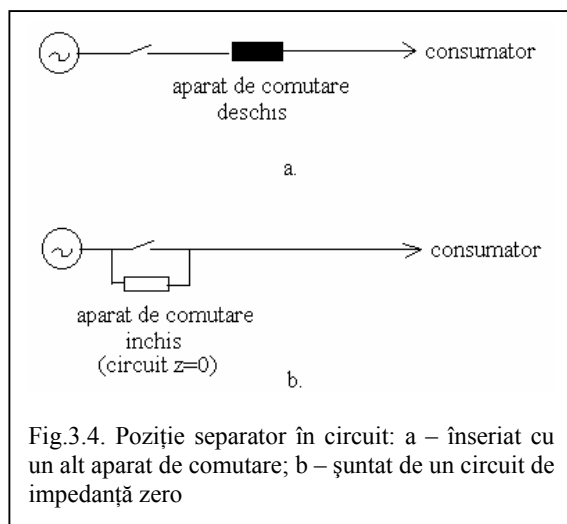 consumator
aparat de comutare
deschis
a.
consumator
aparat de comutare
inchis
(circuit z=0)
b.
Fig.3.4. Poziție separator în circuit: a – înseriat cu
un alt aparat de comutare; b – şuntat de un circuit de
impedanță zero